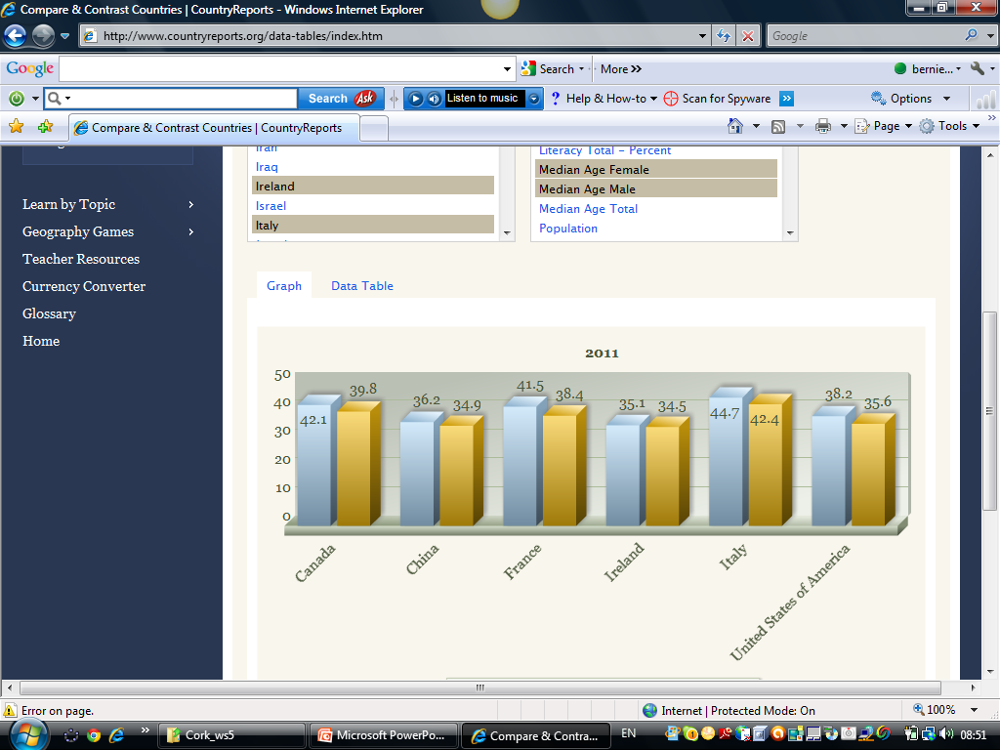 Compare & Contrast Countries | CountryReports - Windows Internet Explorer
http://www.countryreports.org/data-tables/index.htm
Google
Google
Search
More »
bernie...
Search Ask
Listen to music
? Help & How-to
Scan for Spyware
»
Options
Compare & Contrast Countries | CountryReports
Page
Tools
»
Iran
Iraq
Ireland
Israel
Italy
Literacy Total - Percent
Median Age Female
Median Age Male
Median Age Total
Population
Learn by Topic
Geography Games
Teacher Resources
Currency Converter
Glossary
Home
Graph
Data Table
2011
50
40
30
20
10
0
42.1 39.8
36.2 34.9
41.5 38.4
35.1 34.5
44.7 42.4
38.2 35.6
Canada
China
France
Ireland
Italy
United States of America
Error on page.
Internet | Protected Mode: On
100%
»
Cork_ws5
Microsoft PowerPo...
Compare & Contra...
EN
08:51